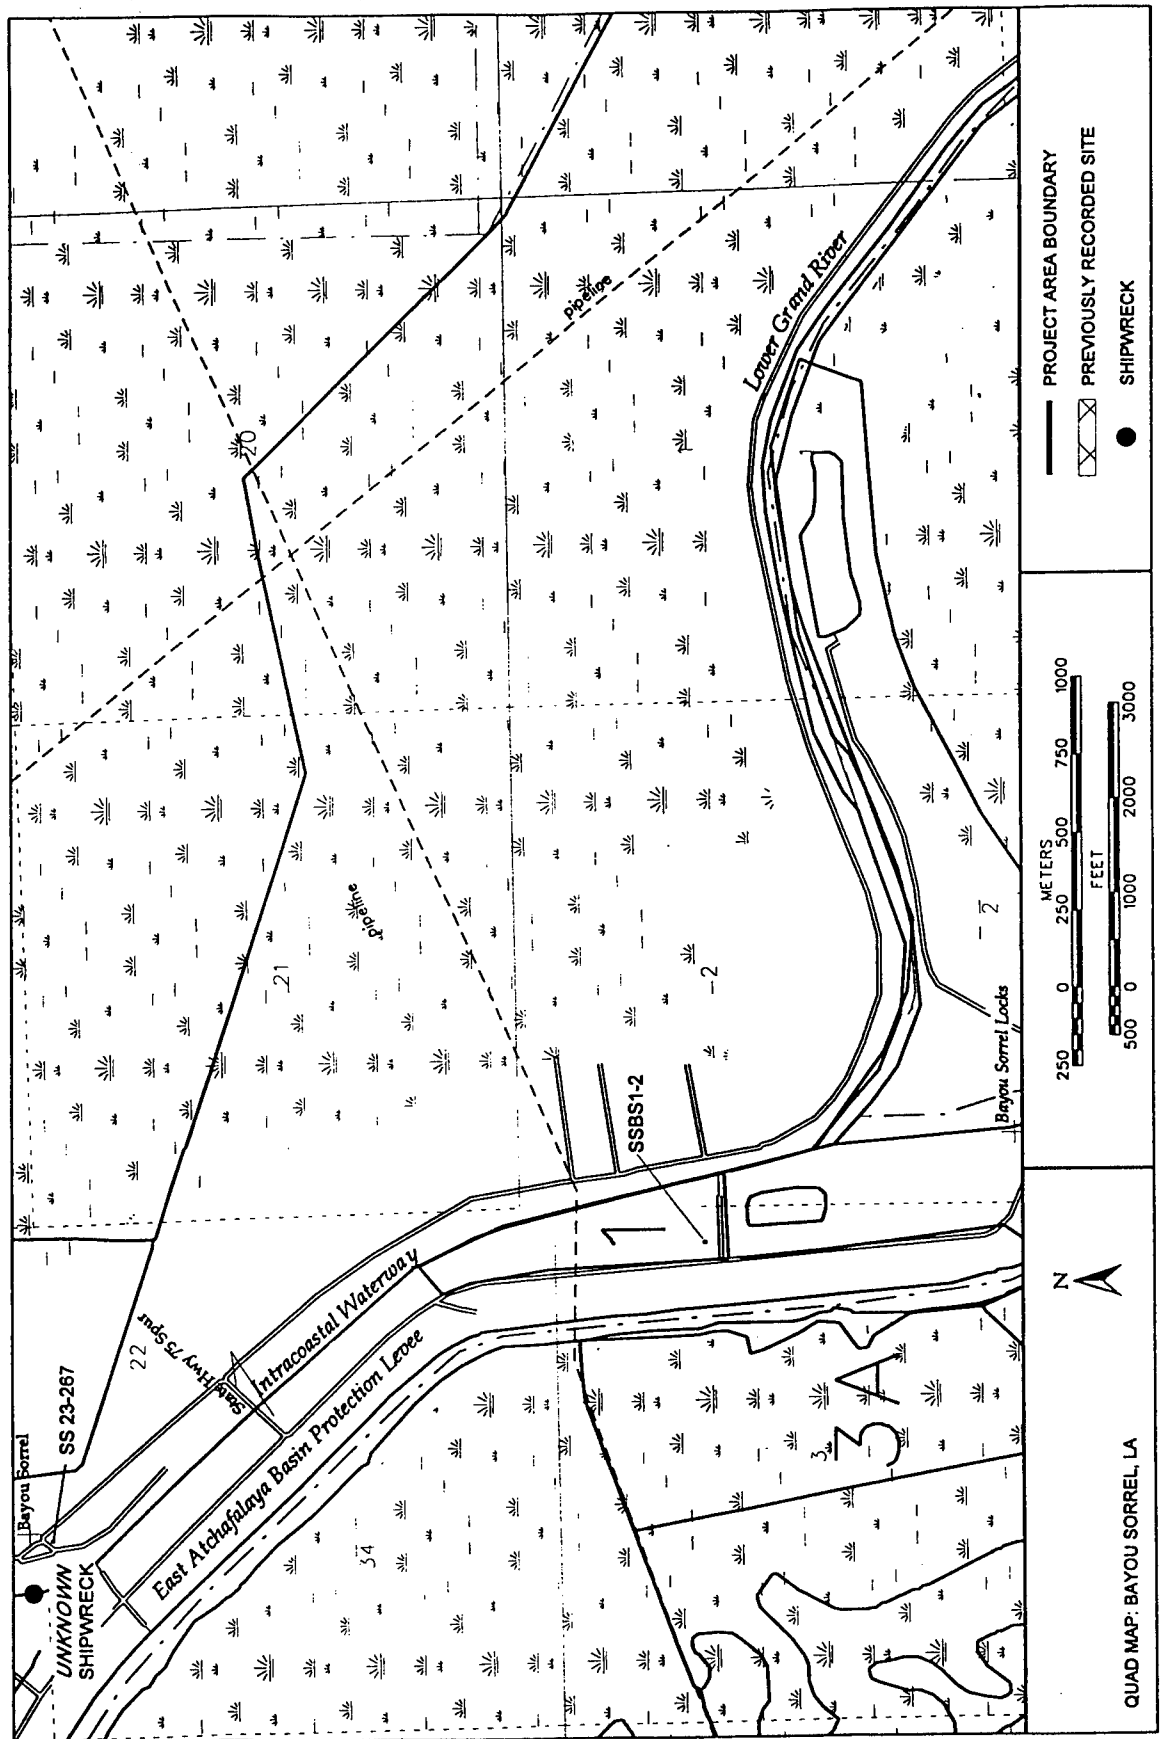 Bayou Sorrel
SS 23-267
UNKNOWN
SHIPWRECK
22
State Hwy 75 Spur
Intracoastal Waterway
East Atchafalaya Basin Protection Levee
34
21
20
pipeline
pipeline
SSBS1-2
1
2
3
3 A
Lower Grand River
2
Bayou Sorrel Locks
QUAD MAP: BAYOU SORREL, LA
N
METERS
250 0 250 500 750 1000
FEET
500 0 1000 2000 3000
PROJECT AREA BOUNDARY
PREVIOUSLY RECORDED SITE
SHIPWRECK